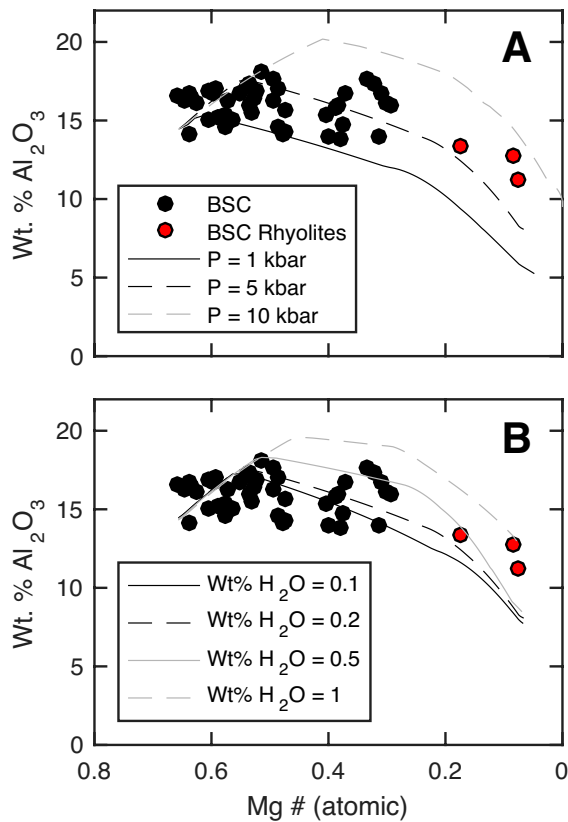 A
20
15
10
5
0
Wt. % Al2O3
BSC
BSC Rhyolites
P = 1 kbar
P = 5 kbar
P = 10 kbar
B
20
15
10
5
0
Wt. % Al2O3
Wt% H2O = 0.1
Wt% H2O = 0.2
Wt% H2O = 0.5
Wt% H2O = 1
0.8 0.6 0.4 0.2 0
Mg # (atomic)